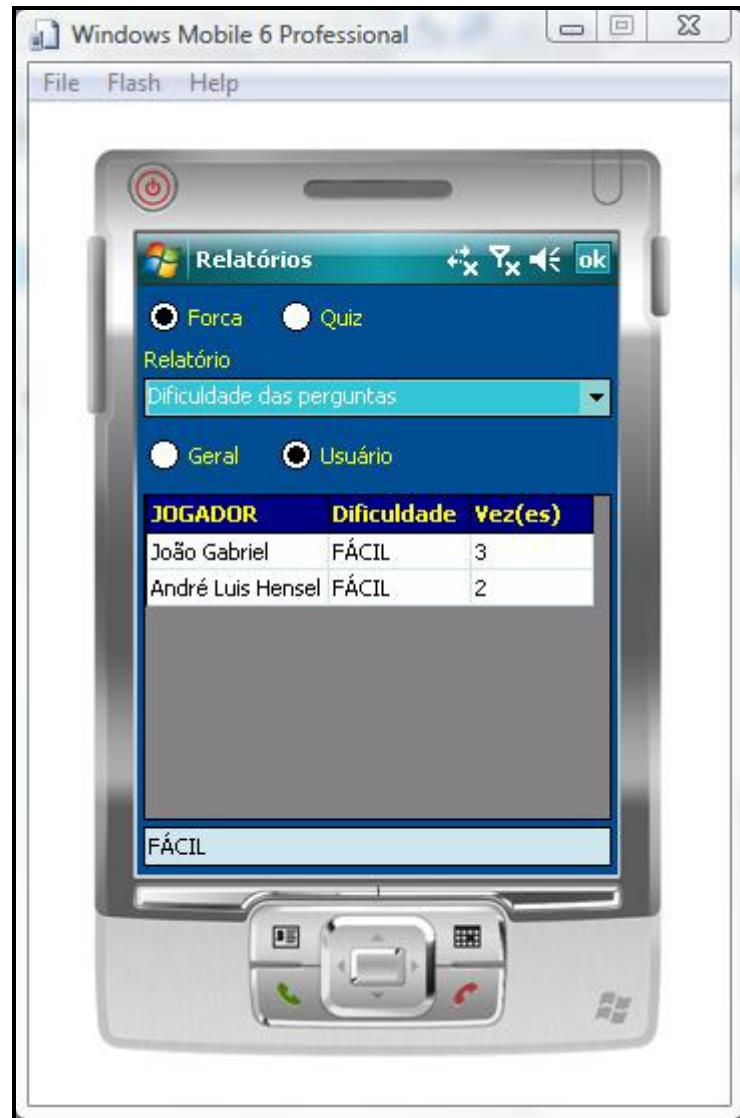 Windows Mobile 6 Professional
File Flash Help
Relatórios ok
Forca Quiz
Relatório
Dificuldade das perguntas
Geral Usuário
JOGADOR Dificuldade Vez(es)
João Gabriel FÁCIL 3
André Luis Hensel FÁCIL 2
FÁCIL